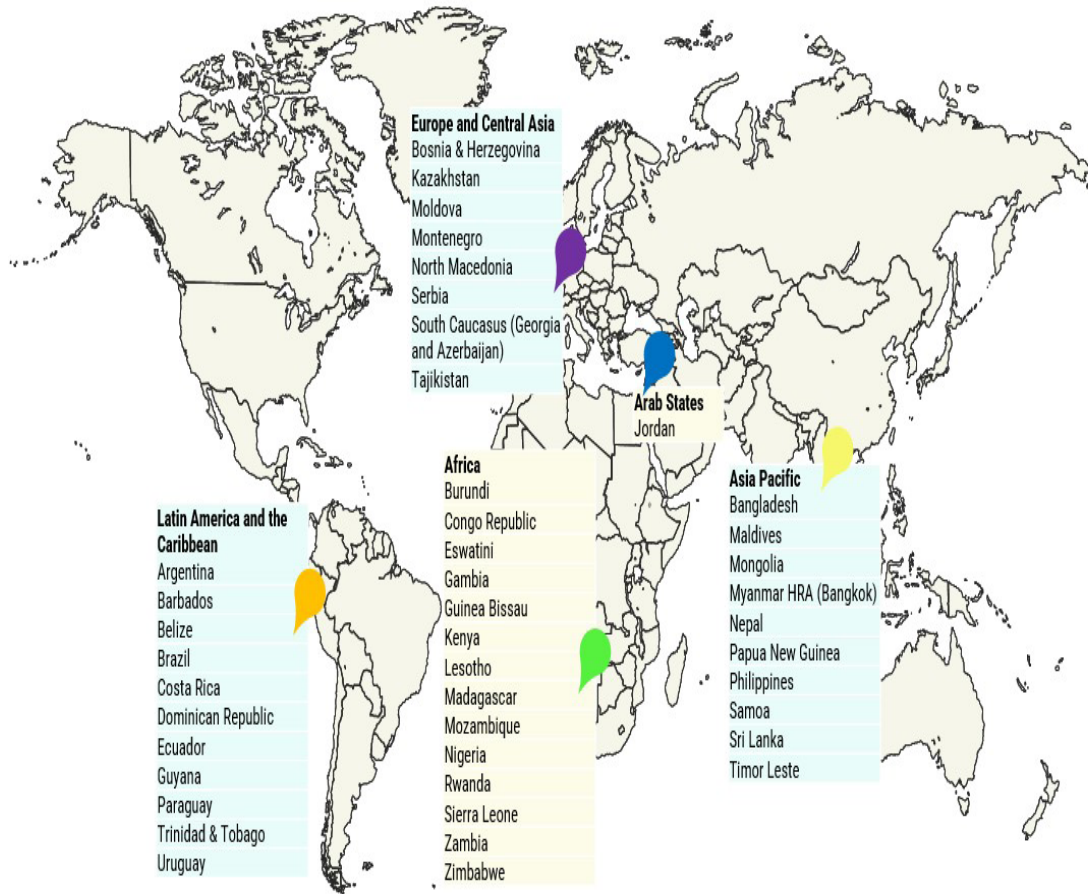 Europe and Central Asia
Bosnia & Herzegovina
Kazakhstan
Moldova
Montenegro
North Macedonia
Serbia
South Caucasus (Georgia
and Azerbaijan)
Tajikistan
Arab States
Jordan
Africa
Burundi
Congo Republic
Eswatini
Gambia
Guinea Bissau
Kenya
Lesotho
Madagascar
Mozambique
Nigeria
Rwanda
Sierra Leone
Zambia
Zimbabwe
Asia Pacific
Bangladesh
Maldives
Mongolia
Myanmar HRA (Bangkok)
Nepal
Papua New Guinea
Philippines
Samoa
Sri Lanka
Timor Leste
Latin America and the
Caribbean
Argentina
Barbados
Belize
Brazil
Costa Rica
Dominican Republic
Ecuador
Guyana
Paraguay
Trinidad & Tobago
Uruguay